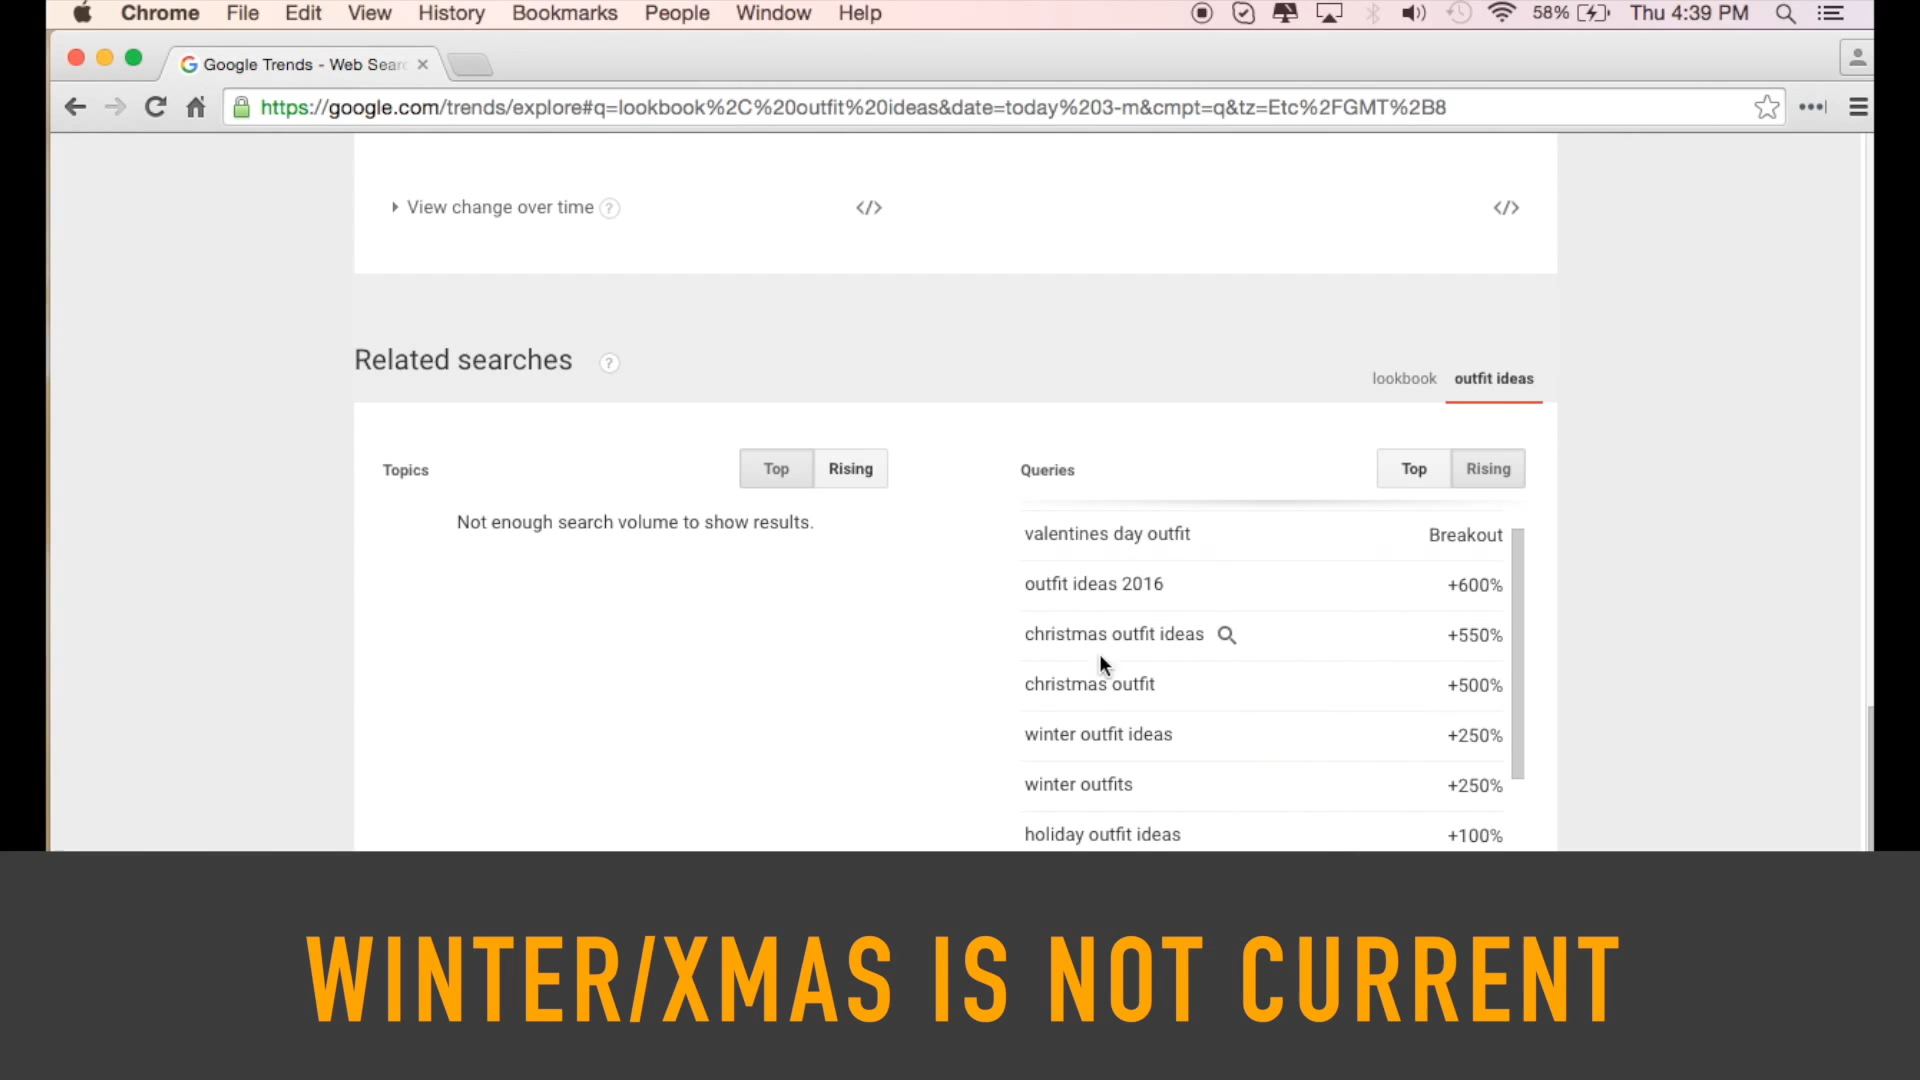 Chrome File Edit View History Bookmarks People Window Help 58% Thu 4:39 PM
Google Trends - Web Sear
https://google.com/trends/explore#q=lookbook%2C%20outfit%20ideas&date=today%203-m&cmpt=q&tz=Etc%2FGMT%2B8
View change over time ? </> </>
Related searches ?
lookbook outfit ideas
Topics Top Rising
Not enough search volume to show results.
Queries Top Rising
valentines day outfit Breakout
outfit ideas 2016 +600%
christmas outfit ideas +550%
christmas outfit +500%
winter outfit ideas +250%
winter outfits +250%
holiday outfit ideas +100%
WINTER/XMAS IS NOT CURRENT